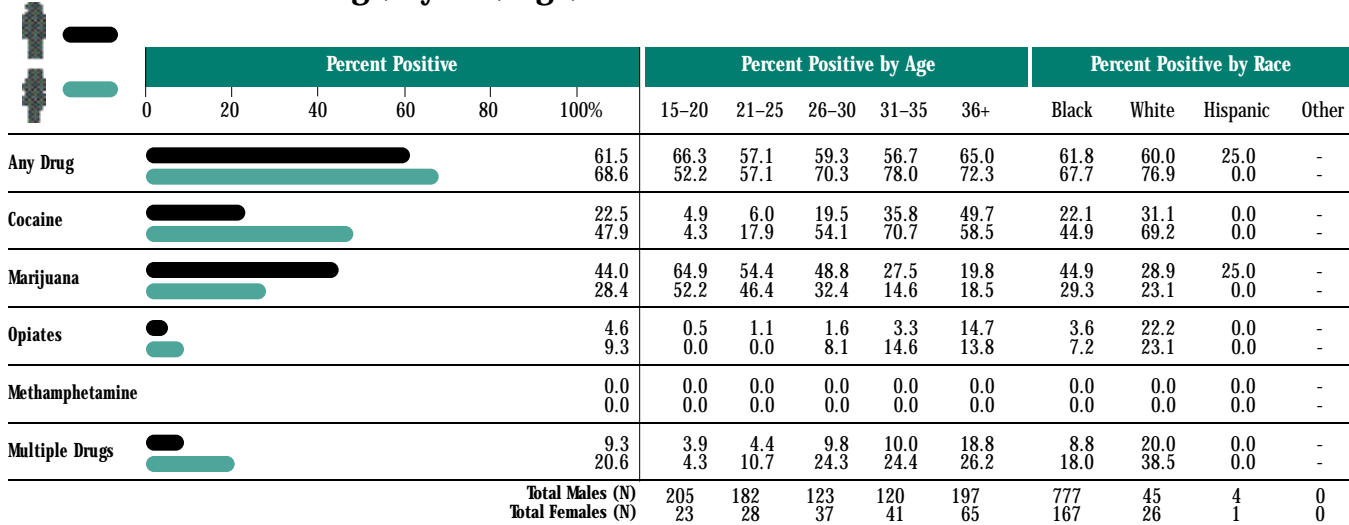 Percent Positive Percent Positive by Age Percent Positive by Race
0 20 40 60 80 100% 15–20 21–25 26–30 31–35 36+ Black White Hispanic Other
Any Drug 61.5 66.3 57.1 59.3 56.7 65.0 61.8 60.0 25.0 -
68.6 52.2 57.1 70.3 78.0 72.3 67.7 76.9 0.0 -
Cocaine 22.5 4.9 6.0 19.5 35.8 49.7 22.1 31.1 0.0 -
47.9 4.3 17.9 54.1 70.7 58.5 44.9 69.2 0.0 -
Marijuana 44.0 64.9 54.4 48.8 27.5 19.8 44.9 28.9 25.0 -
28.4 52.2 46.4 32.4 14.6 18.5 29.3 23.1 0.0 -
Opiates 4.6 0.5 1.1 1.6 3.3 14.7 3.6 22.2 0.0 -
9.3 0.0 0.0 8.1 14.6 13.8 7.2 23.1 0.0 -
Methamphetamine 0.0 0.0 0.0 0.0 0.0 0.0 0.0 0.0 0.0 -
0.0 0.0 0.0 0.0 0.0 0.0 0.0 0.0 0.0 -
Multiple Drugs 9.3 3.9 4.4 9.8 10.0 18.8 8.8 20.0 0.0 -
20.6 4.3 10.7 24.3 24.4 26.2 18.0 38.5 0.0 -
Total Males (N) 205 182 123 120 197 777 45 4 0
Total Females (N) 23 28 37 41 65 167 26 1 0